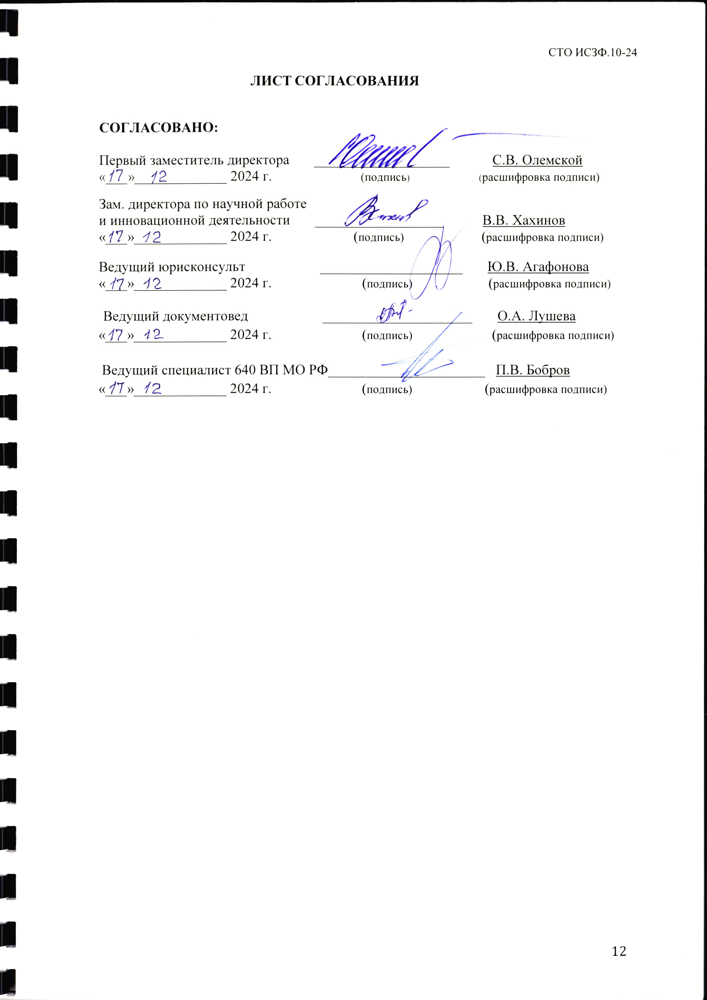 СТО ИСЗФ.10-24
ЛИСТ СОГЛАСОВАНИЯ
СОГЛАСОВАНО:
Первый заместитель директора ____________ С.В. Олемской
«17» 12 2024 г. (подпись) (расшифровка подписи)
Зам. директора по научной работе
и инновационной деятельности ____________ В.В. Хахинов
«17» 12 2024 г. (подпись) (расшифровка подписи)
Ведущий юрисконсульт ____________ Ю.В. Агафонова
«17» 12 2024 г. (подпись) (расшифровка подписи)
Ведущий документовед ____________ О.А. Лушева
«17» 12 2024 г. (подпись) (расшифровка подписи)
Ведущий специалист 640 ВП МО РФ ____________ П.В. Бобров
«17» 12 2024 г. (подпись) (расшифровка подписи)
12